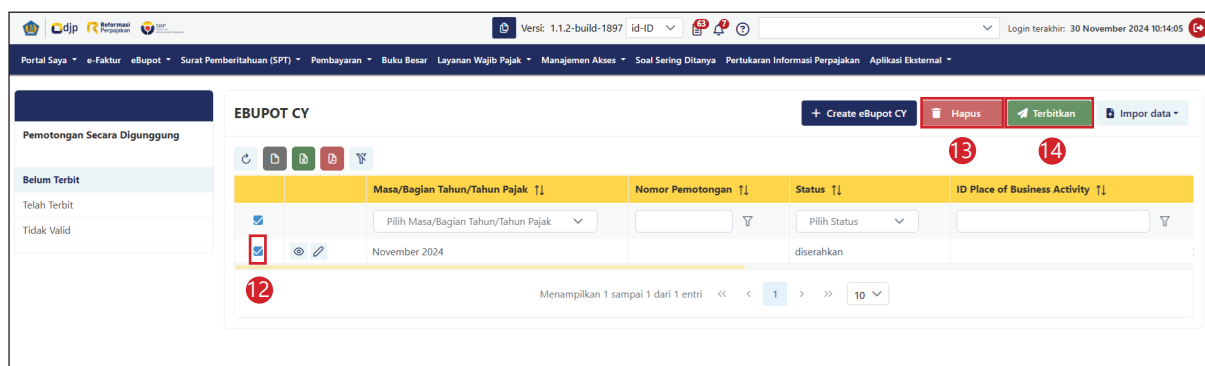 djp Reformasi Perpajakan SIAP Versi: 1.1.2-build-1897 id-ID 63 7 Login terakhir: 30 November 2024 10:14:05
Portal Saya e-Faktur eBupot Surat Pemberitahuan (SPT) Pembayaran Buku Besar Layanan Wajib Pajak Manajemen Akses Soal Sering Ditanya Pertukaran Informasi Perpajakan Aplikasi Eksternal
Pemotongan Secara Digunggung
Belum Terbit
Telah Terbit
Tidak Valid
EBUPOT CY + Create eBupot CY Hapus Terbitkan Impor data
13 14
Masa/Bagian Tahun/Tahun Pajak Nomor Pemotongan Status ID Place of Business Activity
Pilih Masa/Bagian Tahun/Tahun Pajak Pilih Status
November 2024 diserahkan
12
Menampilkan 1 sampai 1 dari 1 entri << < 1 > >> 10